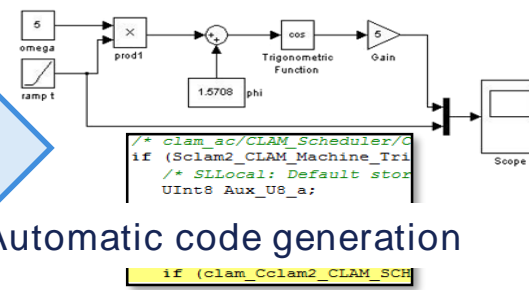 5
omega
×
prod1
ramp t
cos
Trigonometric
Function
5
Gain
1.5708
phi
Scope
/* clam_ac/CLAM_Scheduler/C
if (Sclam2_CLAM_Machine_Tri
/* SLLocal: Default stor
UInt8 Aux_U8_a;
Automatic code generation
if (clam_Cclam2_CLAM_SCH